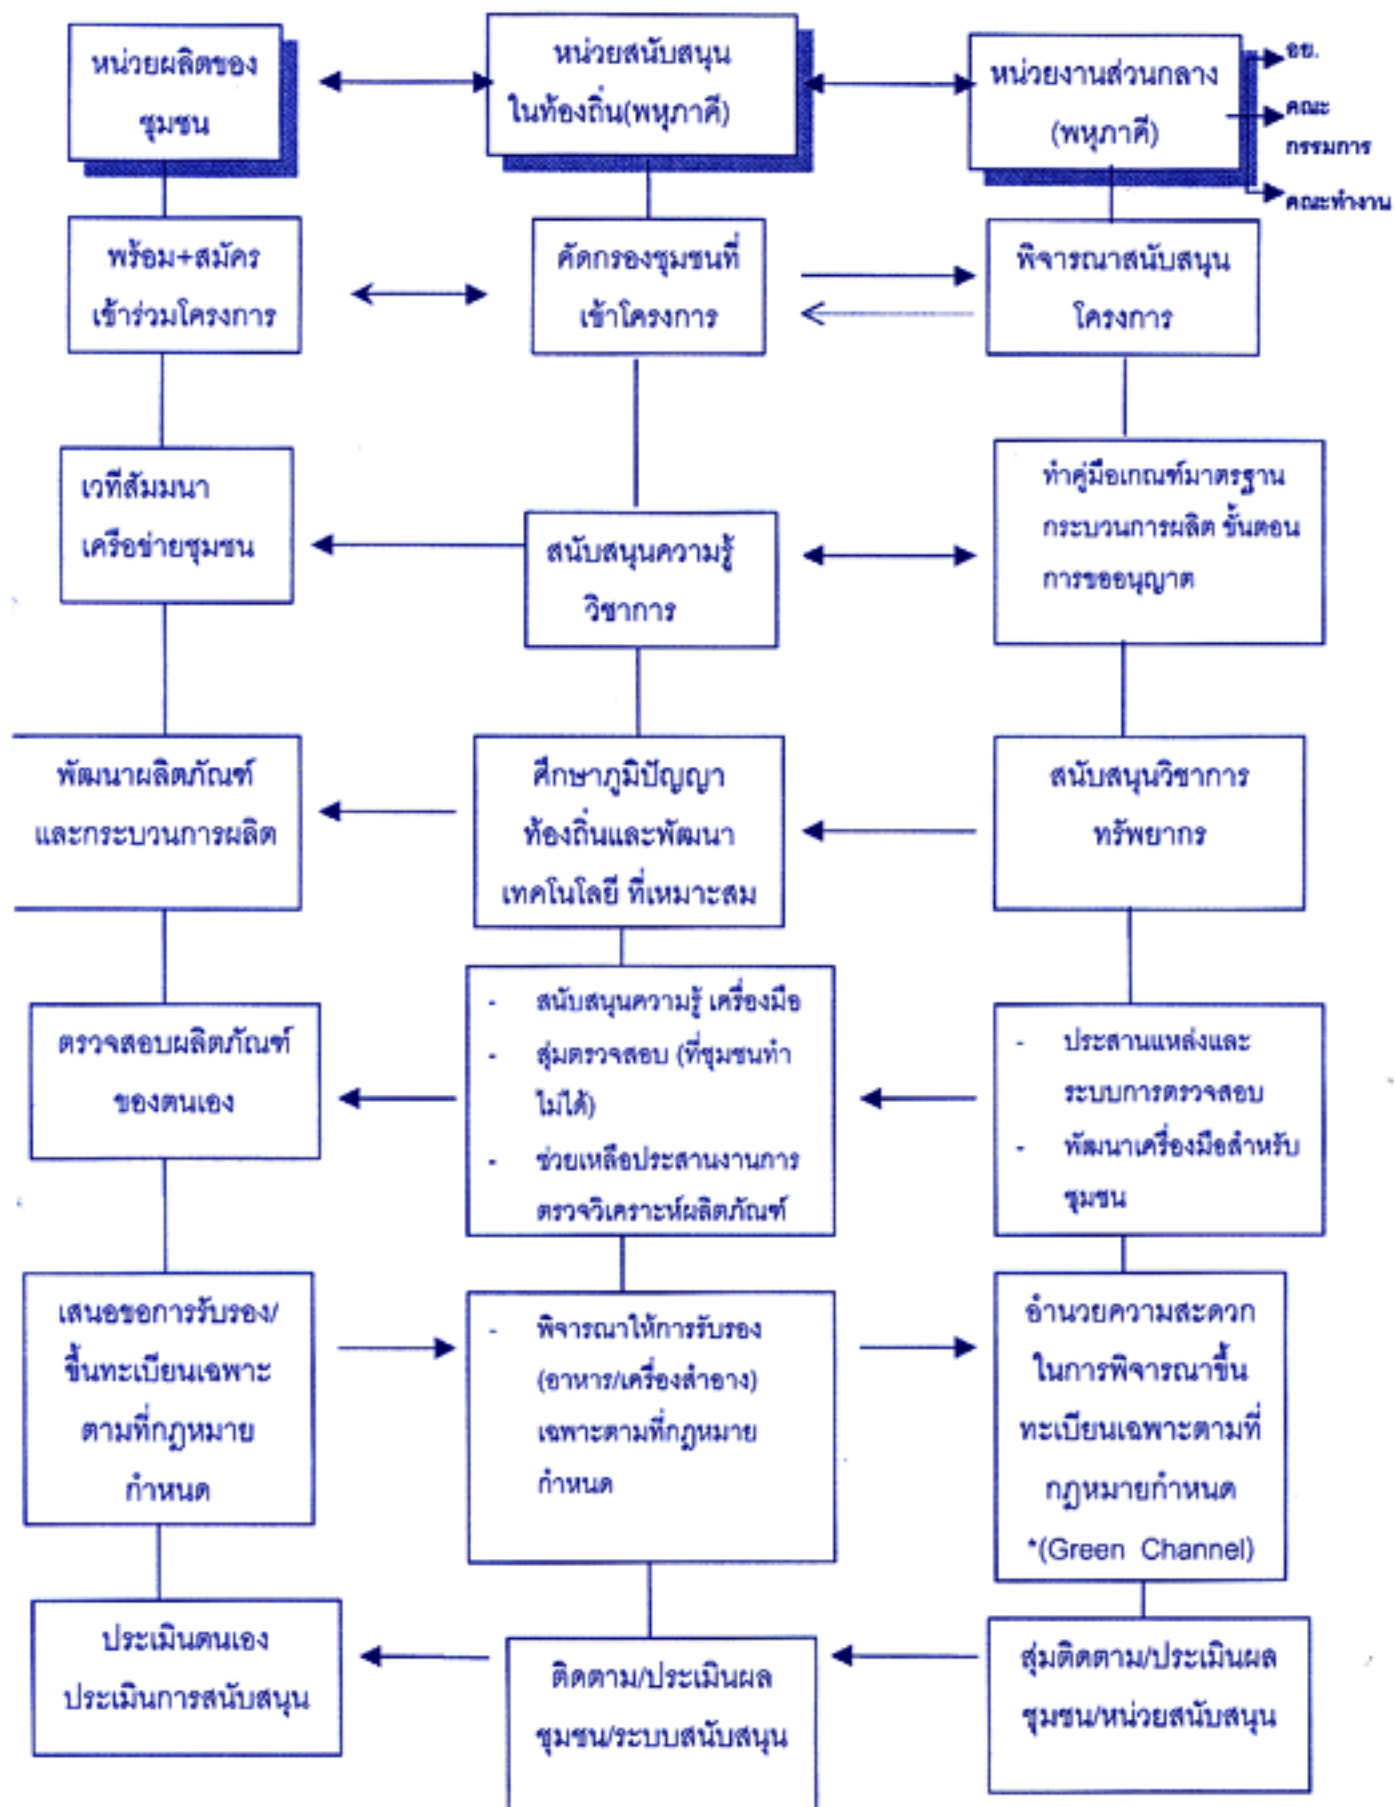 หน่วยผลิตของ
ชุมชน
หน่วยสนับสนุน
ในท้องถิ่น(พหุภาคี)
หน่วยงานส่วนกลาง
(พหุภาคี)
อย.
คณะ
กรรมการ
คณะทำงาน
พร้อม+สมัคร
เข้าร่วมโครงการ
คัดกรองชุมชนที่
เข้าโครงการ
พิจารณาสนับสนุน
โครงการ
เวทีสัมมนา
เครือข่ายชุมชน
สนับสนุนความรู้
วิชาการ
ทำคู่มือเกณฑ์มาตรฐาน
กระบวนการผลิต ขั้นตอน
การขออนุญาต
พัฒนาผลิตภัณฑ์
และกระบวนการผลิต
ศึกษาภูมิปัญญา
ท้องถิ่นและพัฒนา
เทคโนโลยี ที่เหมาะสม
สนับสนุนวิชาการ
ทรัพยากร
ตรวจสอบผลิตภัณฑ์
ของตนเอง
- สนับสนุนความรู้ เครื่องมือ
- สุ่มตรวจสอบ (ที่ชุมชนทำ
ไม่ได้)
- ช่วยเหลือประสานงานการ
ตรวจวิเคราะห์ผลิตภัณฑ์
- ประสานแหล่งและ
ระบบการตรวจสอบ
- พัฒนาเครื่องมือสำหรับ
ชุมชน
เสนอขอการรับรอง/
ขึ้นทะเบียนเฉพาะ
ตามที่กฎหมาย
กำหนด
- พิจารณาให้การรับรอง
(อาหาร/เครื่องสำอาง)
เฉพาะตามที่กฎหมาย
กำหนด
อำนวยความสะดวก
ในการพิจารณาขึ้น
ทะเบียนเฉพาะตามที่
กฎหมายกำหนด
*(Green Channel)
ประเมินตนเอง
ประเมินการสนับสนุน
ติดตาม/ประเมินผล
ชุมชน/ระบบสนับสนุน
สุ่มติดตาม/ประเมินผล
ชุมชน/หน่วยสนับสนุน